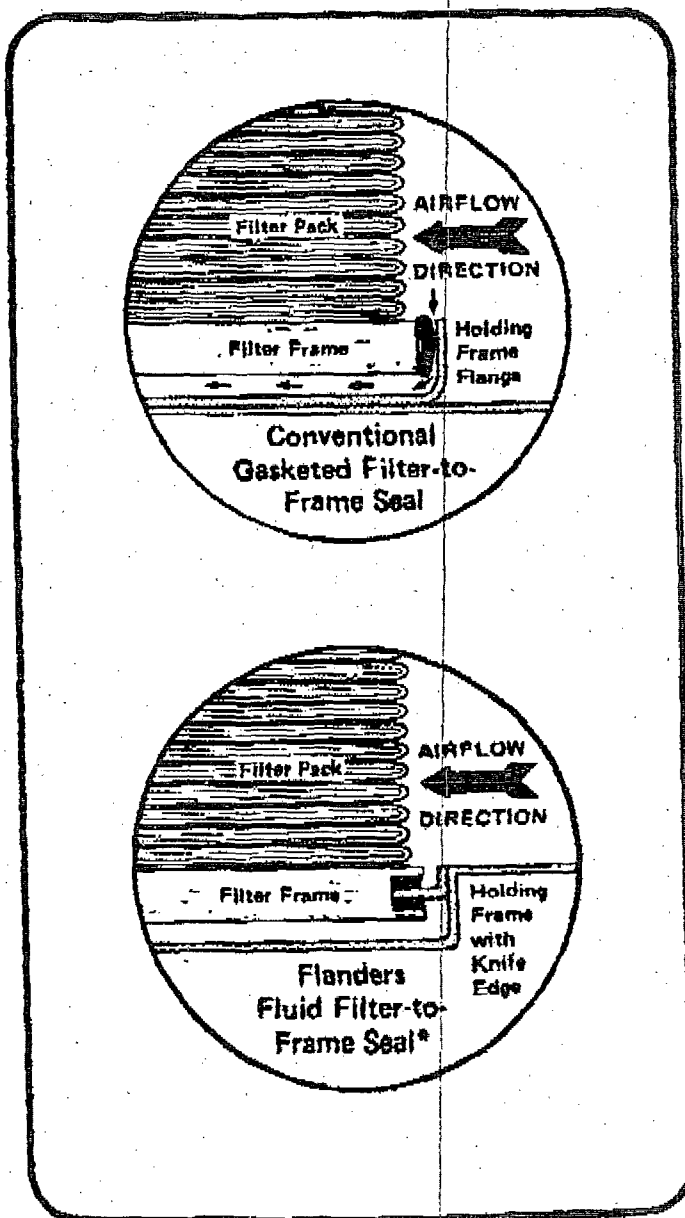 Filter Pack
AIRFLOW
DIRECTION
Filter Frame
Holding
Frame
Flange
Conventional
Gasketed Filter-to-
Frame Seal
Filter Pack
AIRFLOW
DIRECTION
Filter Frame
Holding
Frame
with
Knife
Edge
Flanders
Fluid Filter-to-
Frame Seal*